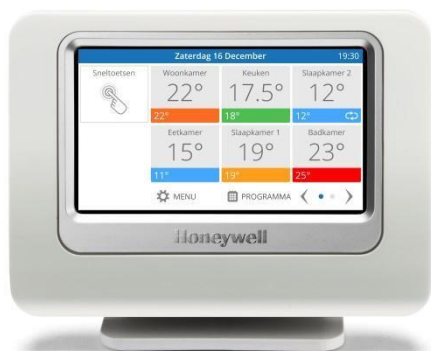 Zaterdag 16 December 19:30
Sneltoetsen Woonkamer Keuken Slaapkamer 2
22° 17.5° 12°
22° 18° 12°
Eetkamer Slaapkamer 1 Badkamer
15° 19° 23°
11° 19° 25°
MENU PROGRAMMA
Honeywell